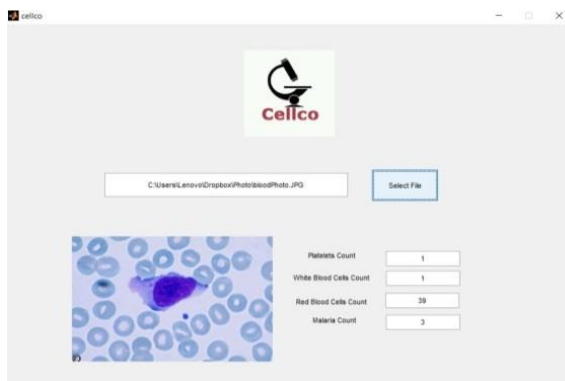 cellco
Cellco
C:\Users\Lenovo\Dropbox\Photo\bloodPhoto.JPG
Select File
Platelets Count
1
White Blood Cells Count
1
Red Blood Cells Count
39
Malaria Count
3